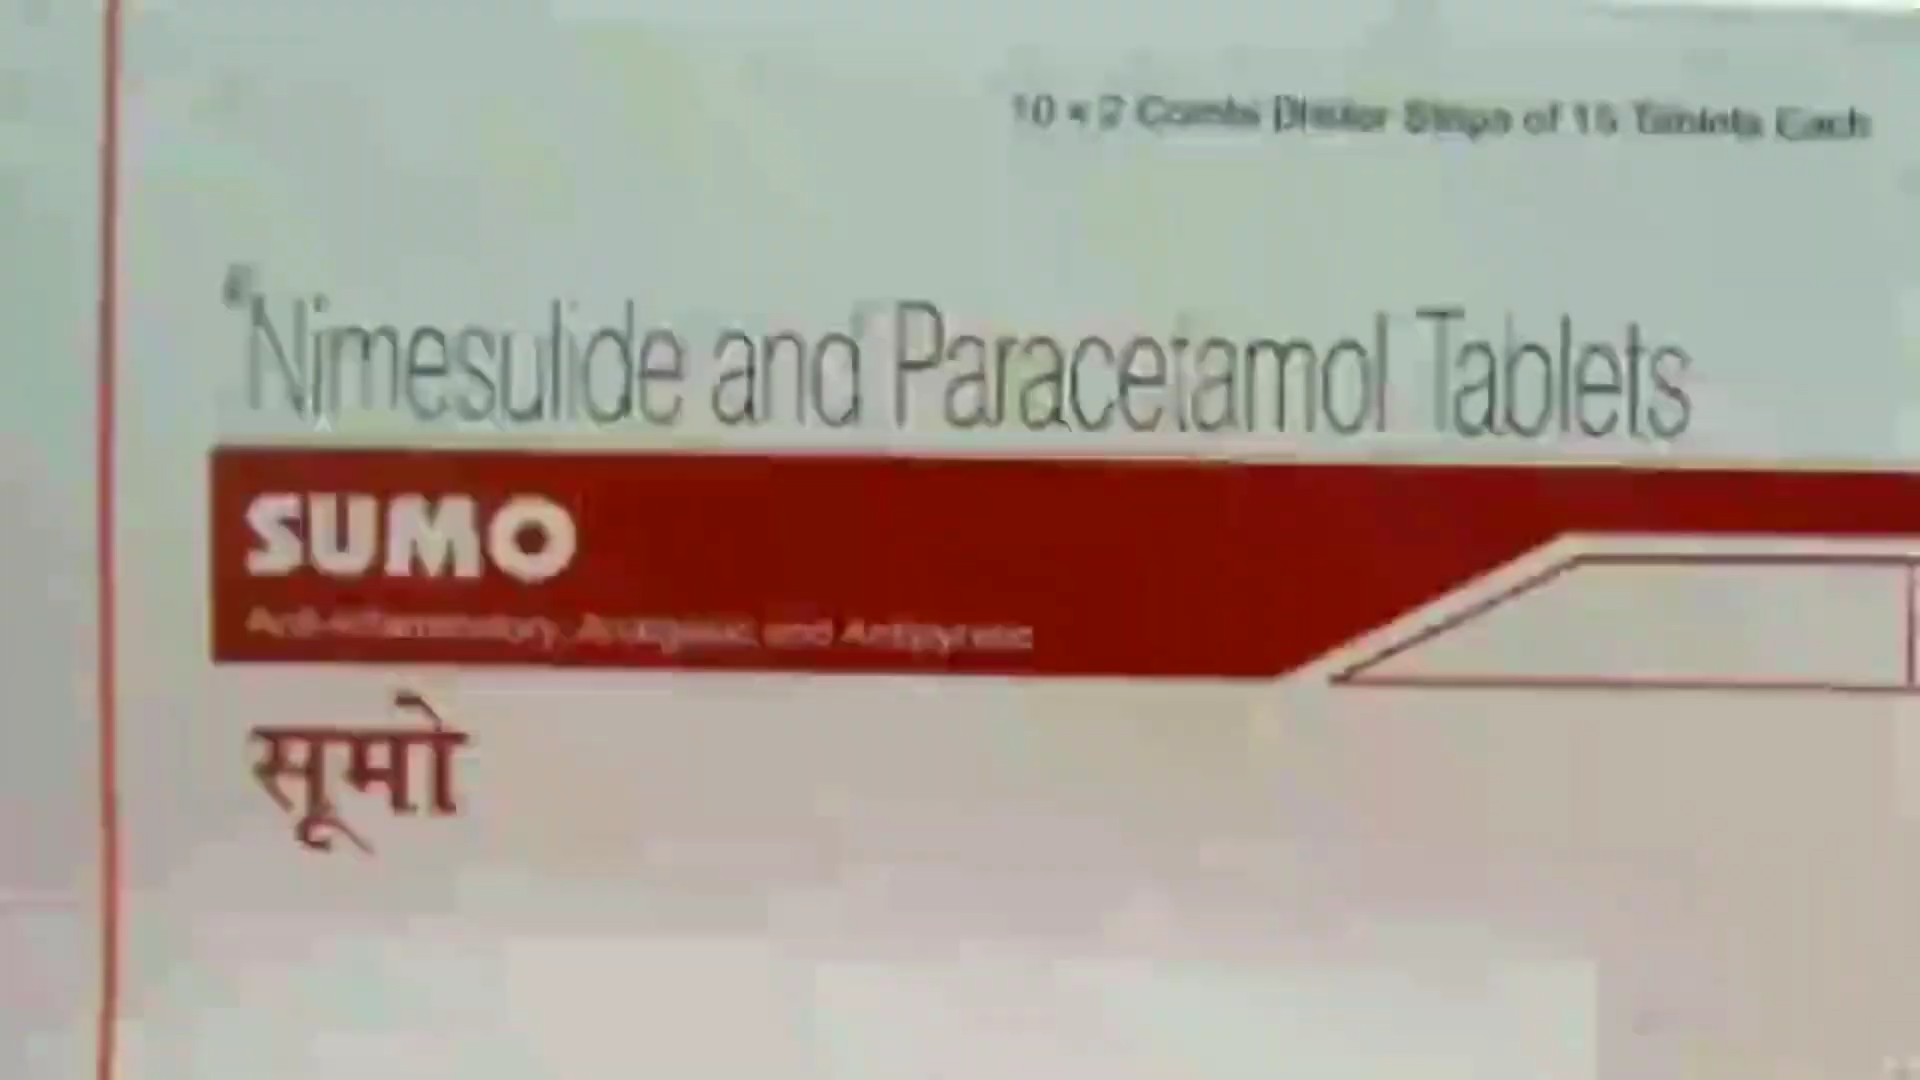 10 x 2 Combi Blister Strips of 15 Tablets Each
Nimesulide and Paracetamol Tablets
SUMO
Anti-inflammatory, Analgesic and Antipyretic
सूमो